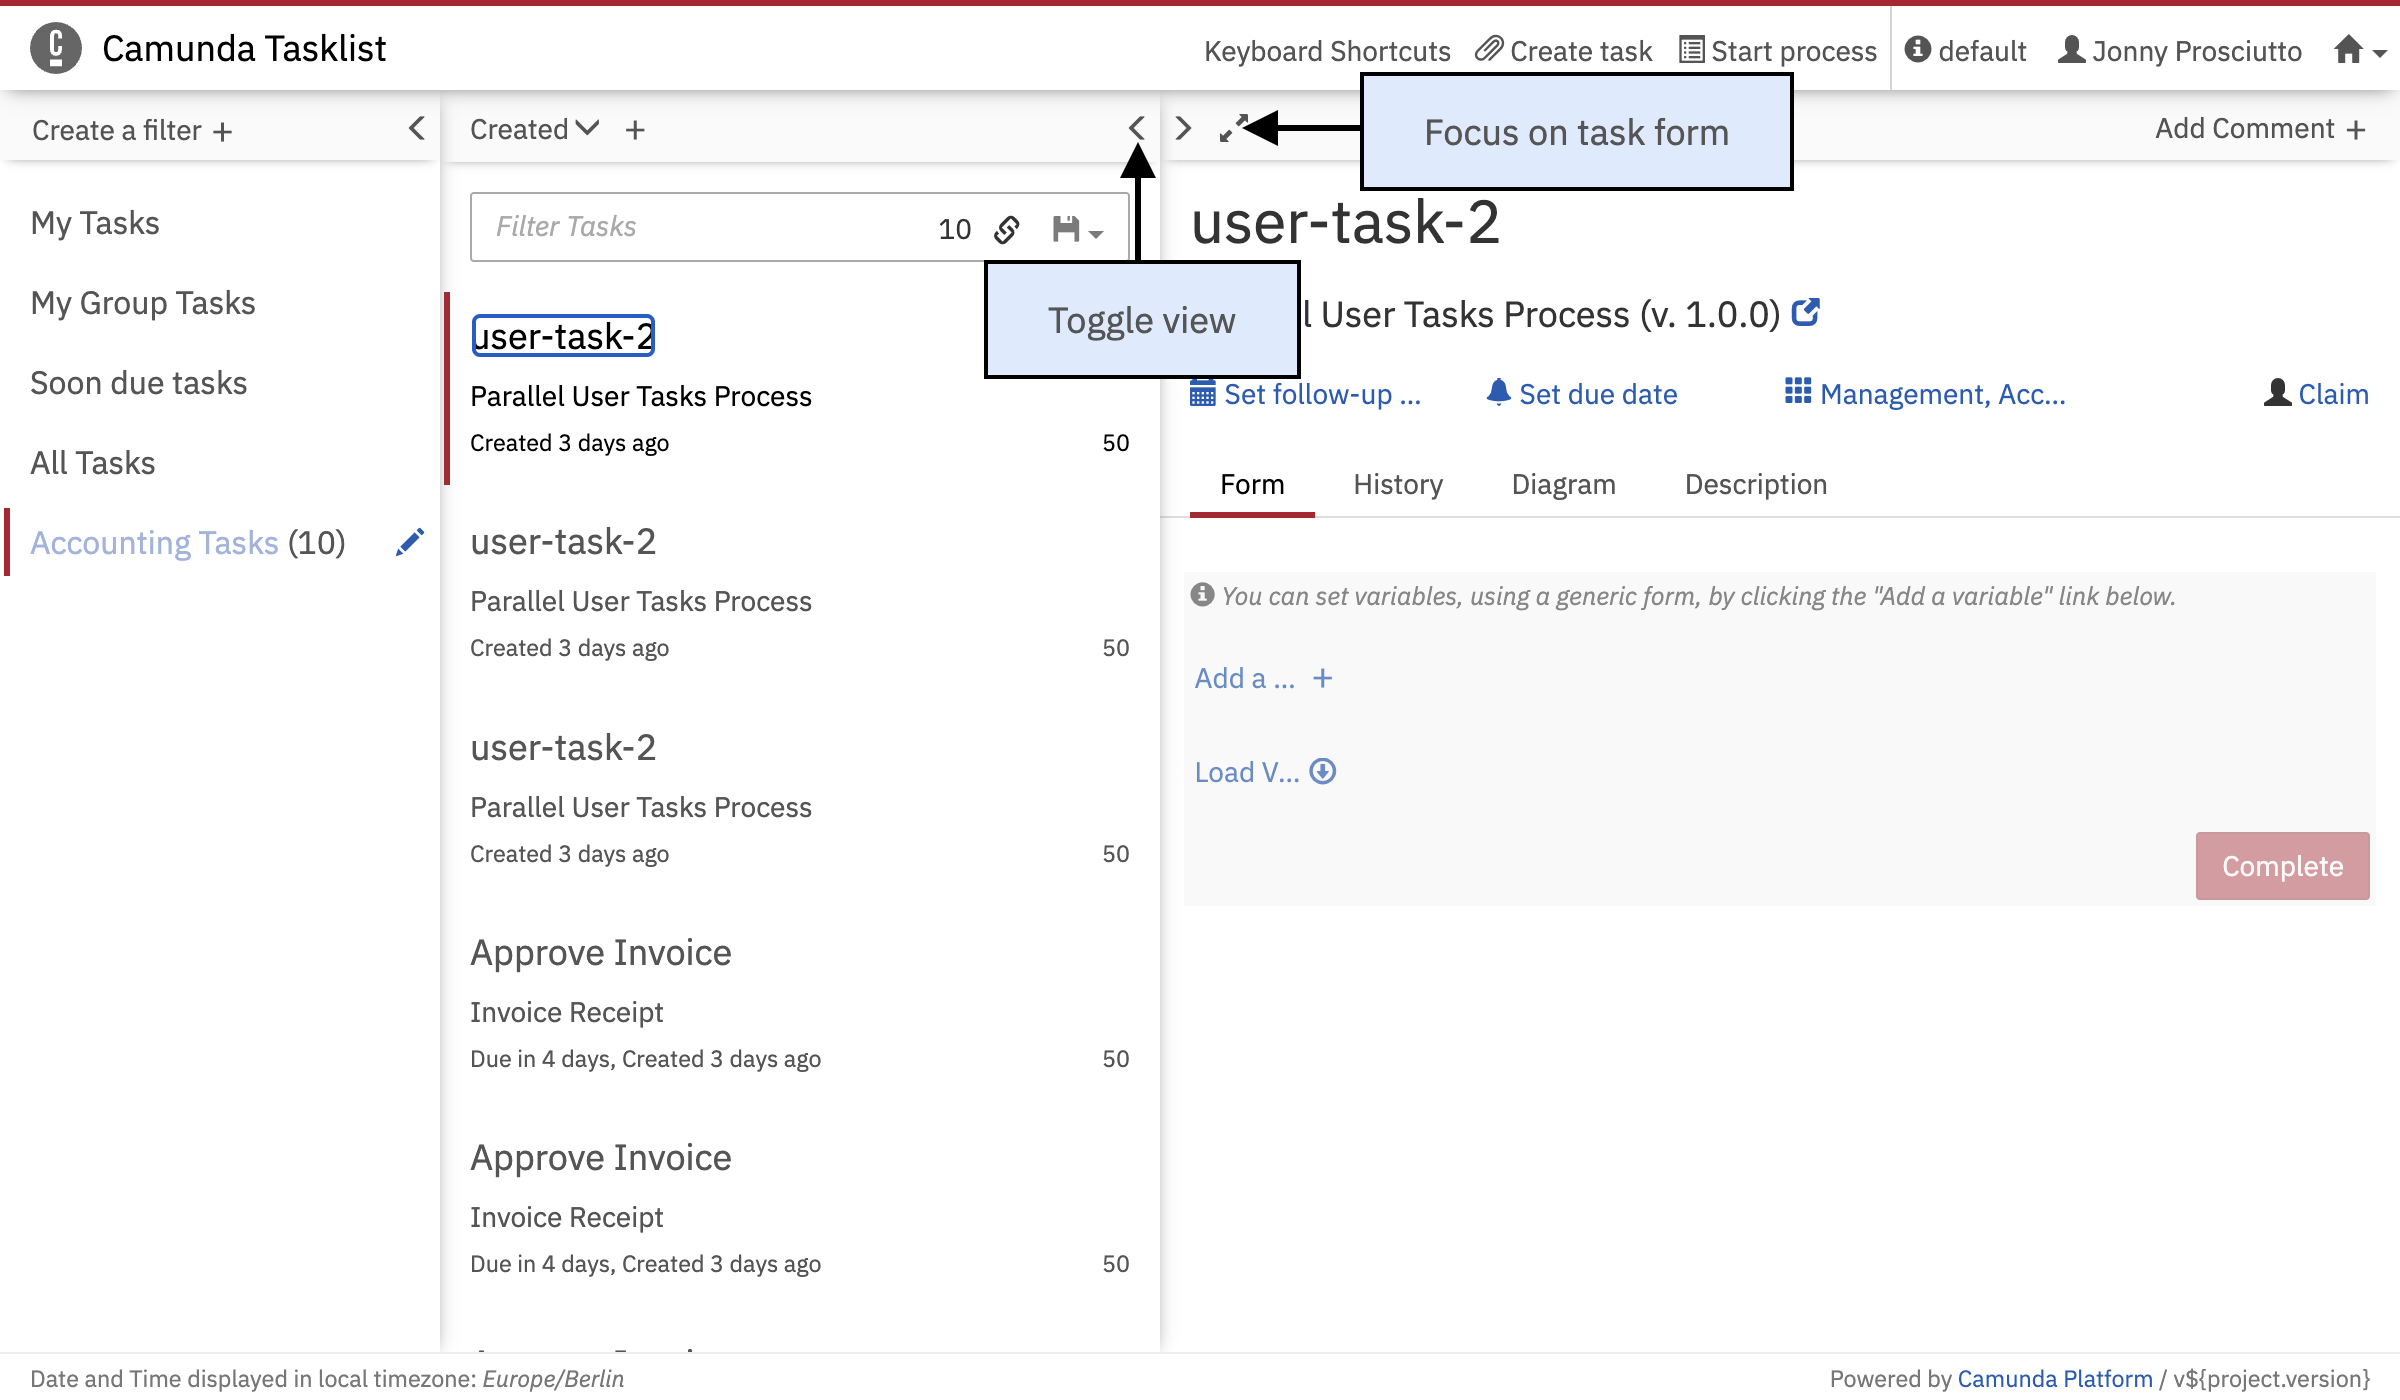 Camunda Tasklist
Keyboard Shortcuts Create task Start process default Jonny Prosciutto
Create a filter +
My Tasks
My Group Tasks
Soon due tasks
All Tasks
Accounting Tasks (10)
Created +
Filter Tasks 10
user-task-2
Parallel User Tasks Process
Created 3 days ago 50
user-task-2
Parallel User Tasks Process
Created 3 days ago 50
user-task-2
Parallel User Tasks Process
Created 3 days ago 50
Approve Invoice
Invoice Receipt
Due in 4 days, Created 3 days ago 50
Approve Invoice
Invoice Receipt
Due in 4 days, Created 3 days ago 50
Toggle view
Focus on task form
Add Comment +
user-task-2
l User Tasks Process (v. 1.0.0)
Set follow-up ... Set due date Management, Acc... Claim
Form History Diagram Description
You can set variables, using a generic form, by clicking the "Add a variable" link below.
Add a ... +
Load V...
Complete
Date and Time displayed in local timezone: Europe/Berlin
Powered by Camunda Platform / v${project.version}